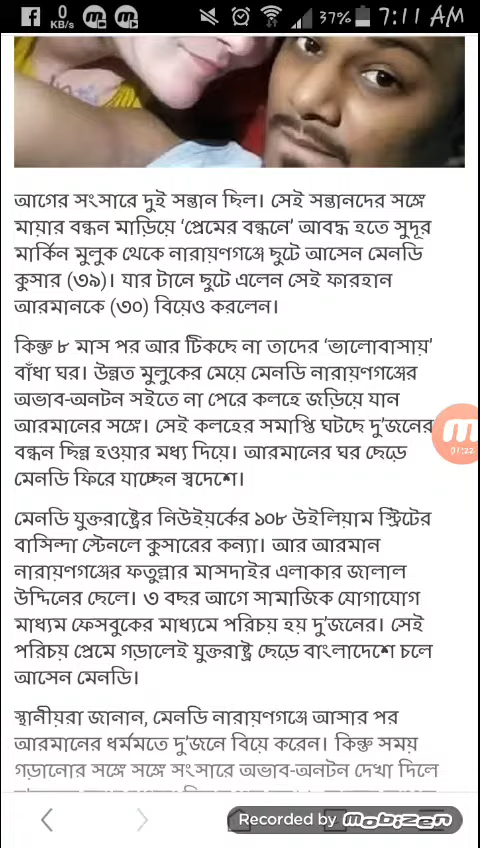 0
KB/s
37%
7:11 AM
আগের সংসারে দুই সন্তান ছিল। সেই সন্তানদের সঙ্গে
মায়ার বন্ধন মাড়িয়ে ‘প্রেমের বন্ধনে’ আবদ্ধ হতে সুদূর
মার্কিন মুলুক থেকে নারায়ণগঞ্জে ছুটে আসেন মেনডি
কুসার (৩৯)। যার টানে ছুটে এলেন সেই ফারহান
আরমানকে (৩০) বিয়েও করলেন।
কিন্তু ৮ মাস পর আর টিকছে না তাদের ‘ভালোবাসায়’
বাঁধা ঘর। উন্নত মুলুকের মেয়ে মেনডি নারায়ণগঞ্জের
অভাব-অনটন সইতে না পেরে কলহে জড়িয়ে যান
আরমানের সঙ্গে। সেই কলহের সমাপ্তি ঘটছে দু’জনের
বন্ধন ছিন্ন হওয়ার মধ্য দিয়ে। আরমানের ঘর ছেড়ে
01:22
মেনডি ফিরে যাচ্ছেন স্বদেশে।
মেনডি যুক্তরাষ্ট্রের নিউইয়র্কের ১০৮ উইলিয়াম স্ট্রিটের
বাসিন্দা স্টেনলে কুসারের কন্যা। আর আরমান
নারায়ণগঞ্জের ফতুল্লার মাসদাইর এলাকার জালাল
উদ্দিনের ছেলে। ৩ বছর আগে সামাজিক যোগাযোগ
মাধ্যম ফেসবুকের মাধ্যমে পরিচয় হয় দু’জনের। সেই
পরিচয় প্রেমে গড়ালেই যুক্তরাষ্ট্র ছেড়ে বাংলাদেশে চলে
আসেন মেনডি।
স্থানীয়রা জানান, মেনডি নারায়ণগঞ্জে আসার পর
আরমানের ধর্মমতে দু’জনে বিয়ে করেন। কিন্তু সময়
গড়ানোর সঙ্গে সঙ্গে সংসারে অভাব-অনটন দেখা দিলে
Recorded by Mobizen